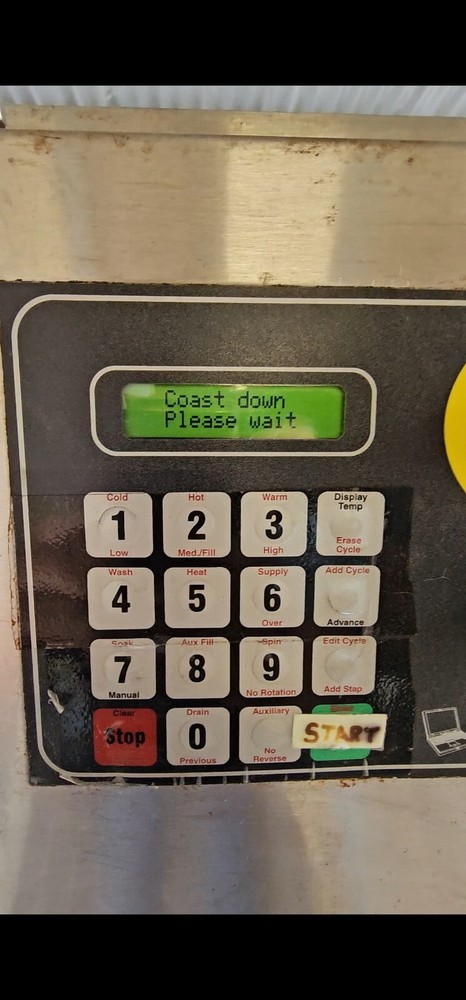 Coast down
Please wait
Cold
1
Low
Hot
2
Med./Fill
Warm
3
High
Display
Temp
Erase
Cycle
Wash
4
Heat
5
Supply
6
Over
Add Cycle
Advance
Soak
7
Manual
Aux Fill
8
Spin
9
No Rotation
Edit Cycle
Add Step
Clear
Stop
Drain
0
Previous
Auxiliary
No
Reverse
START